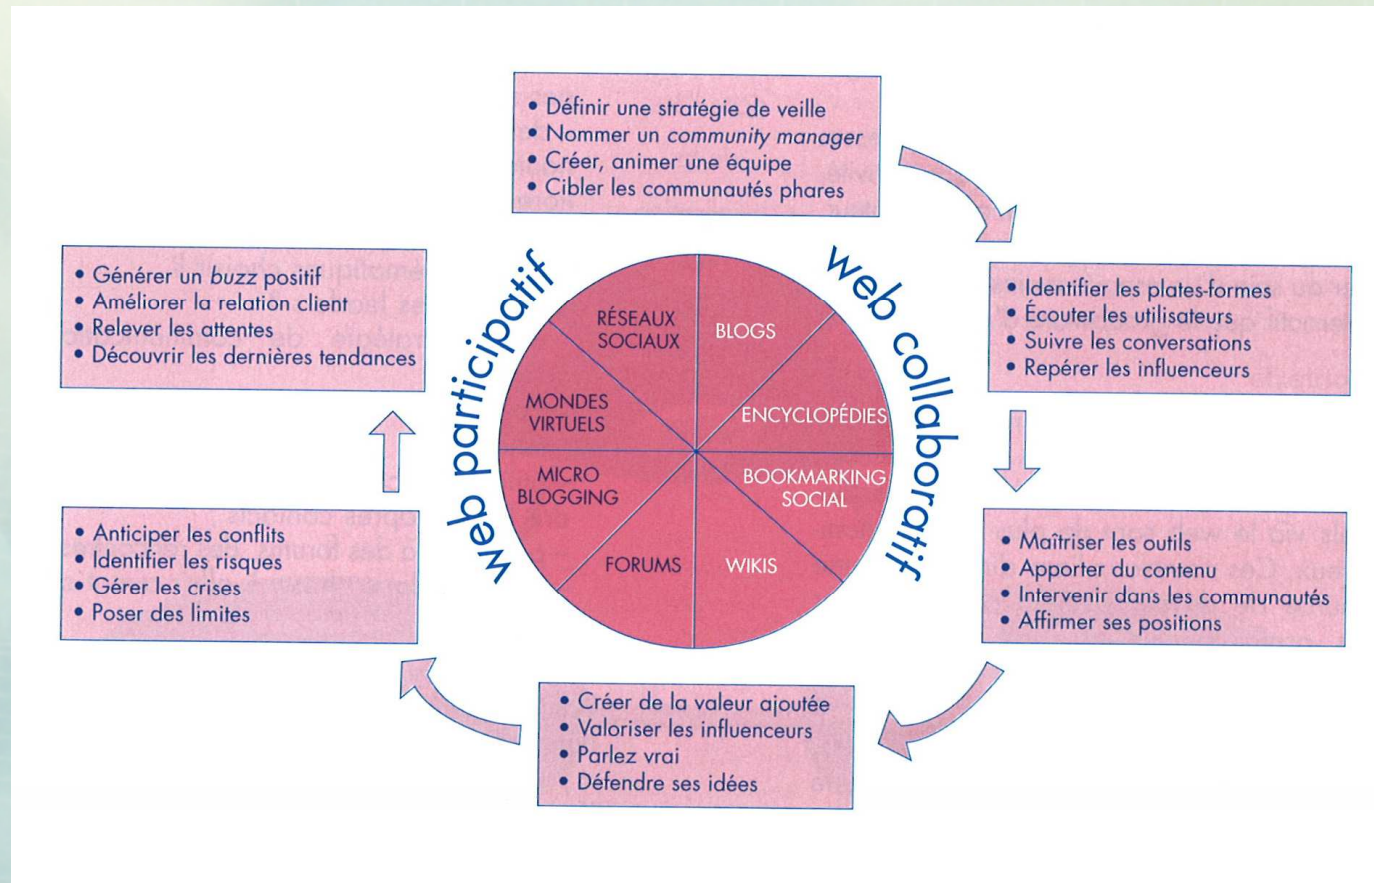 • Définir une stratégie de veille
• Nommer un community manager
• Créer, animer une équipe
• Cibler les communautés phares
• Identifier les plates-formes
• Écouter les utilisateurs
• Suivre les conversations
• Repérer les influenceurs
• Maîtriser les outils
• Apporter du contenu
• Intervenir dans les communautés
• Affirmer ses positions
• Créer de la valeur ajoutée
• Valoriser les influenceurs
• Parlez vrai
• Défendre ses idées
• Anticiper les conflits
• Identifier les risques
• Gérer les crises
• Poser des limites
• Générer un buzz positif
• Améliorer la relation client
• Relever les attentes
• Découvrir les dernières tendances
web participatif
web collaboratif
RÉSEAUX
SOCIAUX
BLOGS
ENCYCLOPÉDIES
BOOKMARKING
SOCIAL
WIKIS
FORUMS
MICRO
BLOGGING
MONDES
VIRTUELS